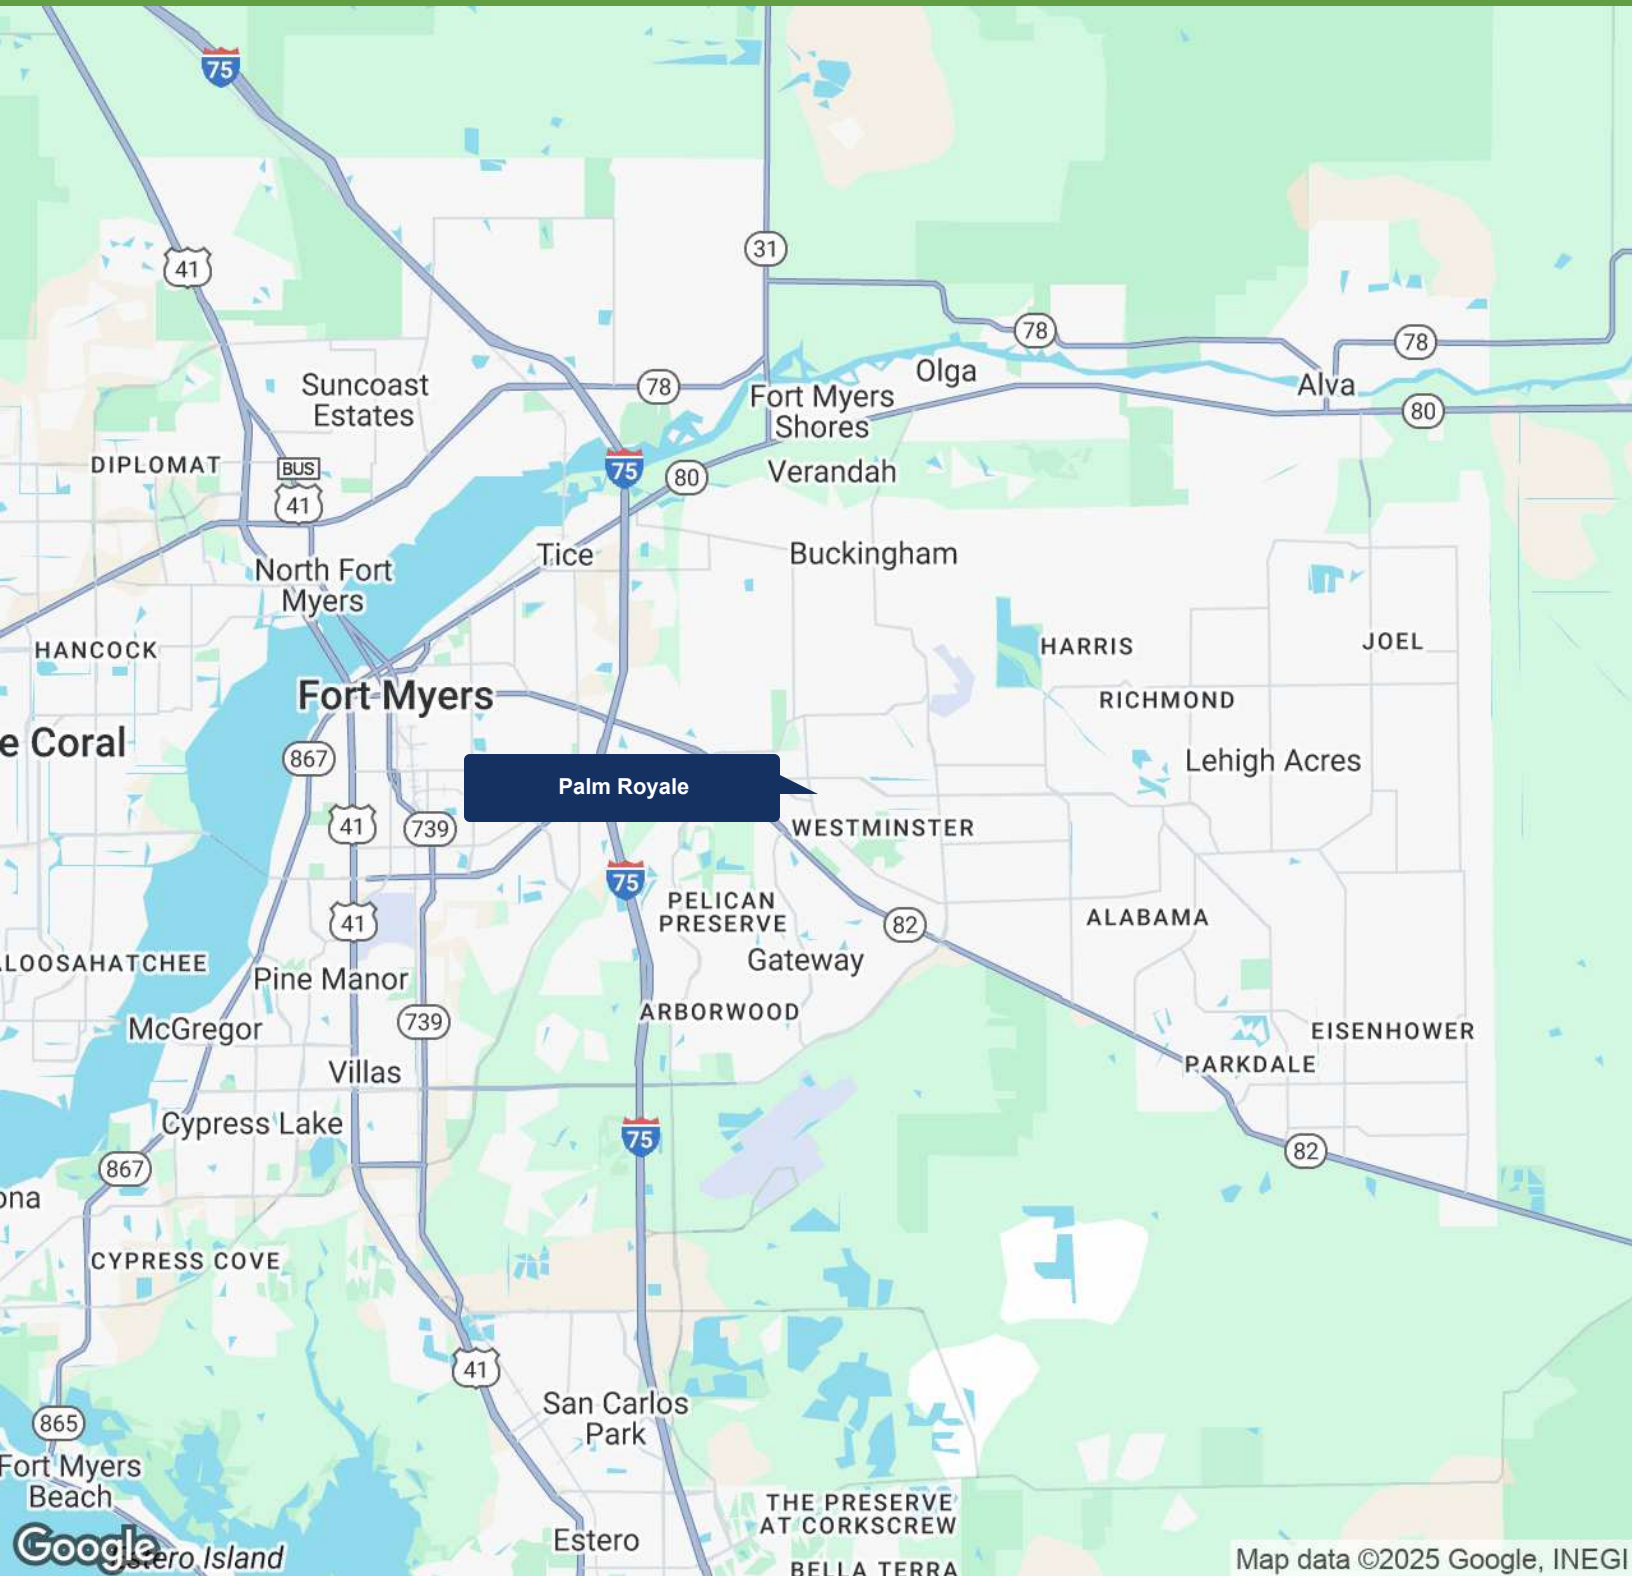 75
41
31
78
78
Olga
Suncoast
Estates
78
Fort Myers
Shores
Alva
80
DIPLOMAT
BUS
41
75
80
Verandah
Tice
Buckingham
North Fort
Myers
HANCOCK
HARRIS
JOEL
Fort Myers
RICHMOND
e Coral
867
Lehigh Acres
Palm Royale
41
739
WESTMINSTER
75
PELICAN
PRESERVE
41
82
ALABAMA
LOOSAHATCHEE
Pine Manor
Gateway
ARBORWOOD
McGregor
739
EISENHOWER
Villas
PARKDALE
Cypress Lake
75
867
82
ona
CYPRESS COVE
41
San Carlos
Park
865
Fort Myers
Beach
THE PRESERVE
AT CORKSCREW
Estero
Google
stero Island
BELLA TERRA
Map data ©2025 Google, INEGI